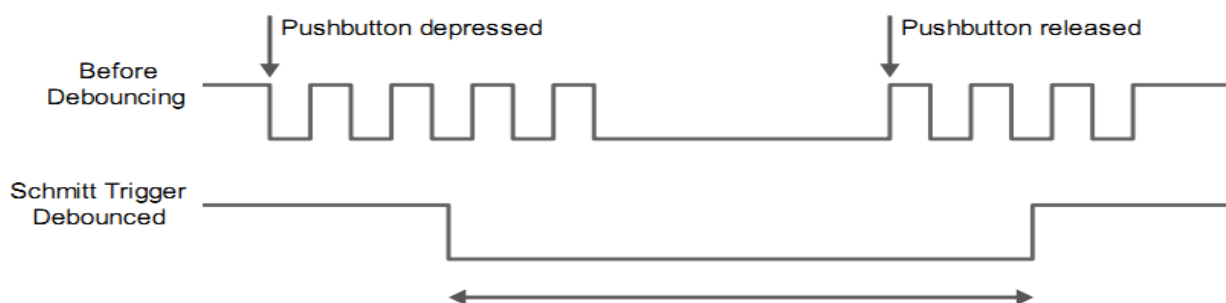 Pushbutton depressed
Pushbutton released
Before
Debouncing
Schmitt Trigger
Debounced